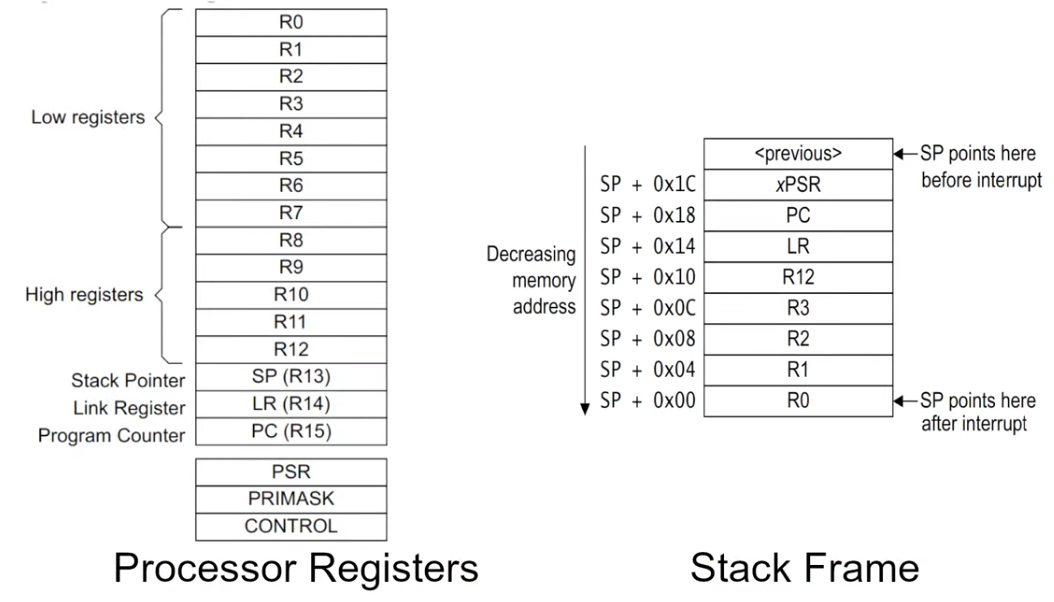 R0
R1
R2
R3
Low registers
R4
R5
R6
R7
R8
R9
High registers
R10
R11
R12
Stack Pointer
SP (R13)
Link Register
LR (R14)
Program Counter
PC (R15)
PSR
PRIMASK
CONTROL
Processor Registers
<previous>
SP points here
before interrupt
SP + 0x1C
xPSR
SP + 0x18
PC
SP + 0x14
LR
Decreasing
memory
address
SP + 0x10
R12
SP + 0x0C
R3
SP + 0x08
R2
SP + 0x04
R1
SP + 0x00
R0
SP points here
after interrupt
Stack Frame